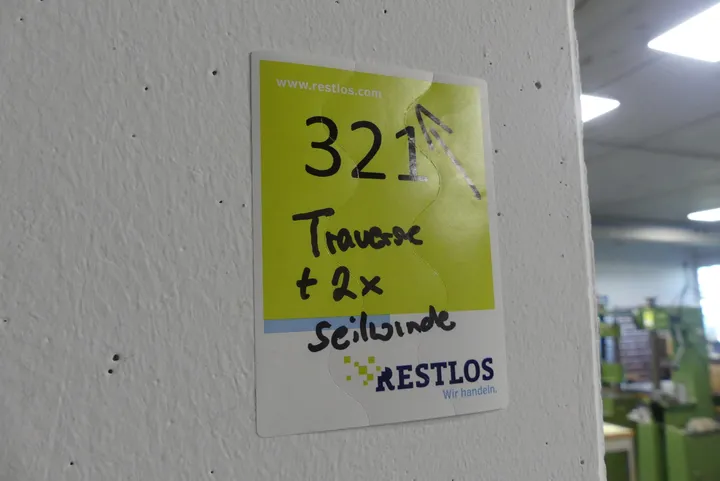 www.restlos.com
321
Traverse
+ 2x
Seilwinde
RESTLOS
Wir handeln.